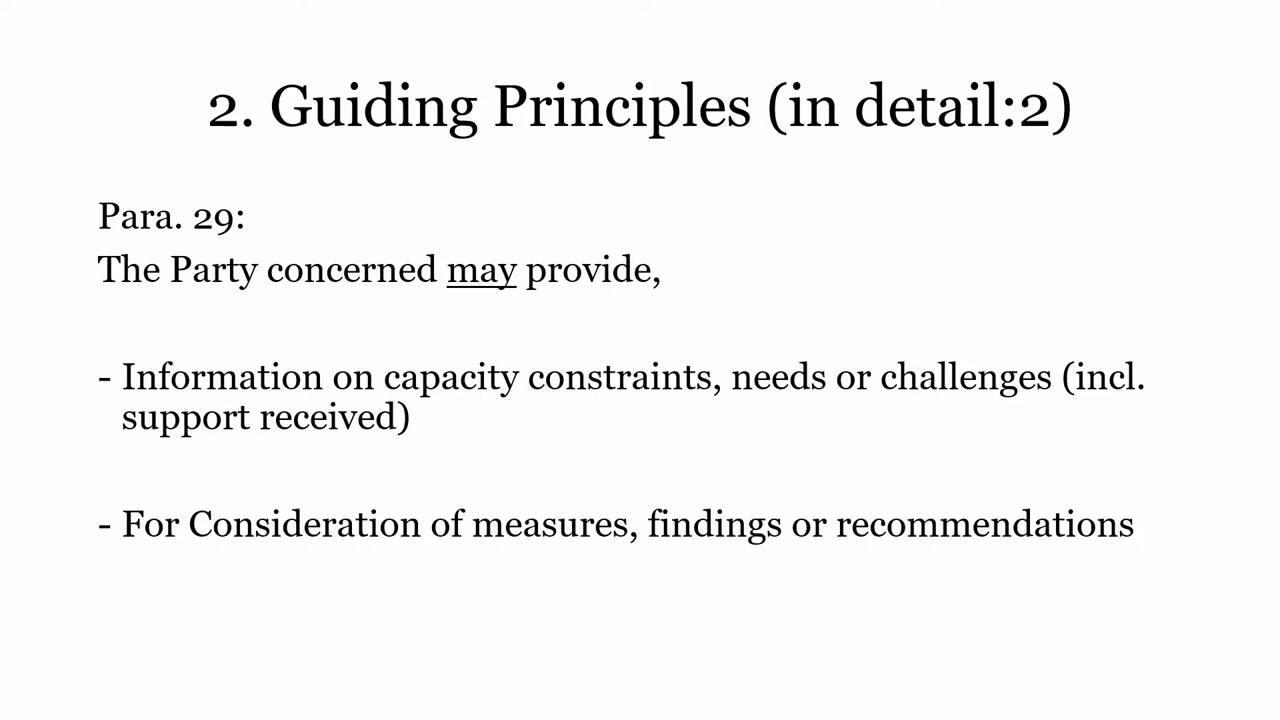 2. Guiding Principles (in detail:2)
Para. 29:
The Party concerned may provide,
- Information on capacity constraints, needs or challenges (incl.
support received)
- For Consideration of measures, findings or recommendations